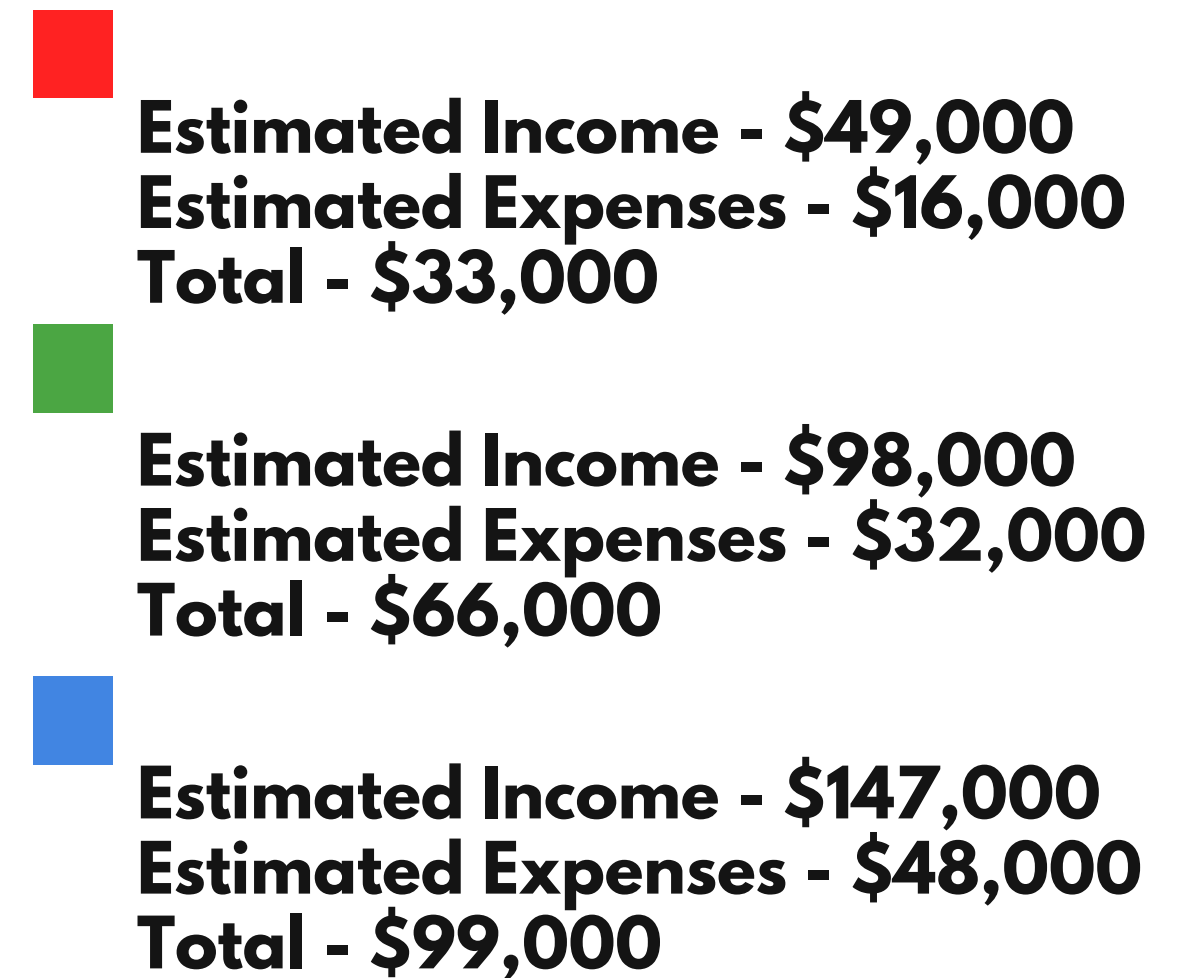 Estimated Income - $49,000
Estimated Expenses - $16,000
Total - $33,000
Estimated Income - $98,000
Estimated Expenses - $32,000
Total - $66,000
Estimated Income - $147,000
Estimated Expenses - $48,000
Total - $99,000